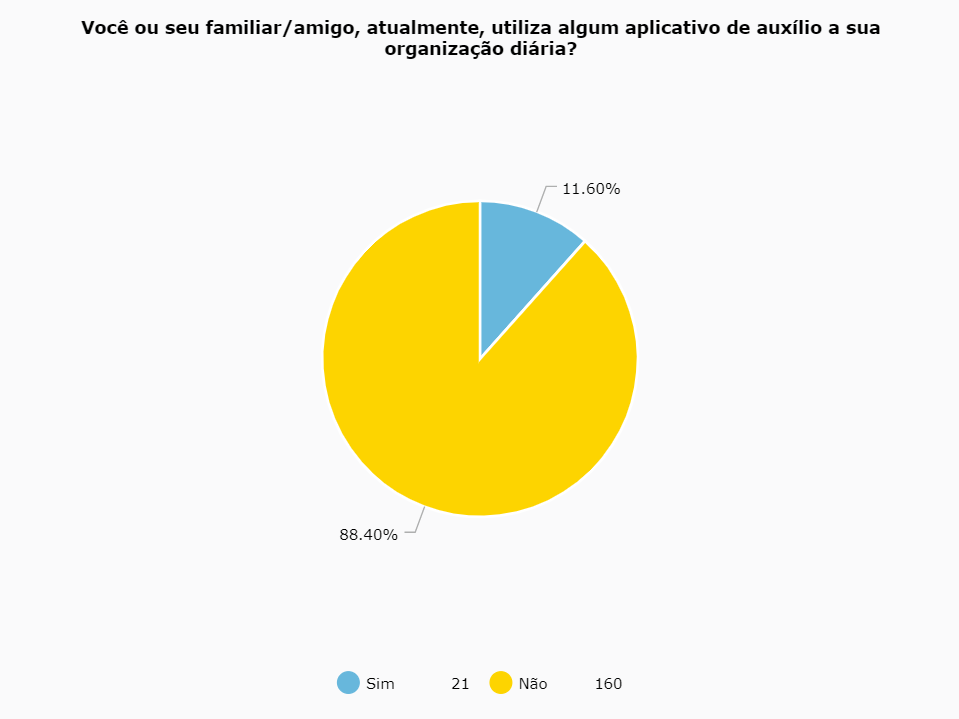 Você ou seu familiar/amigo, atualmente, utiliza algum aplicativo de auxílio a sua
organização diária?
11.60%
88.40%
Sim 21 Não 160